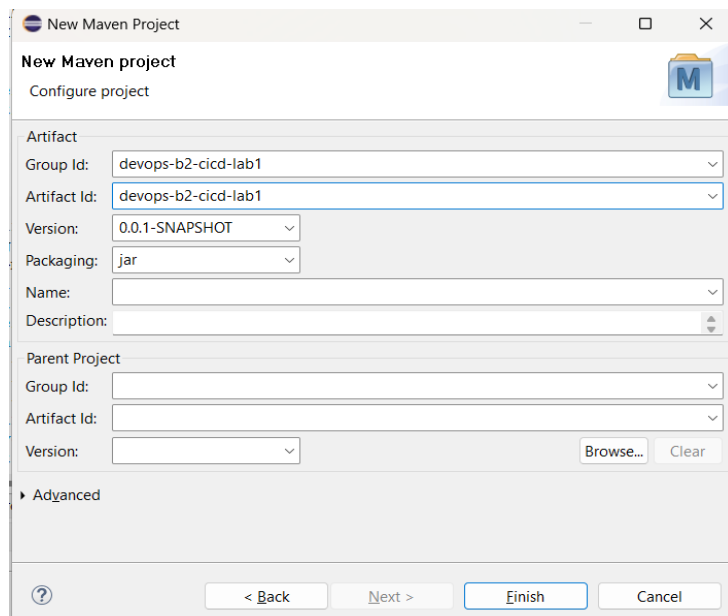 New Maven Project
New Maven project
Configure project
M
Artifact
Group Id: devops-b2-cicd-lab1
Artifact Id: devops-b2-cicd-lab1
Version: 0.0.1-SNAPSHOT
Packaging: jar
Name:
Description:
Parent Project
Group Id:
Artifact Id:
Version: Browse... Clear
Advanced
? < Back Next > Finish Cancel